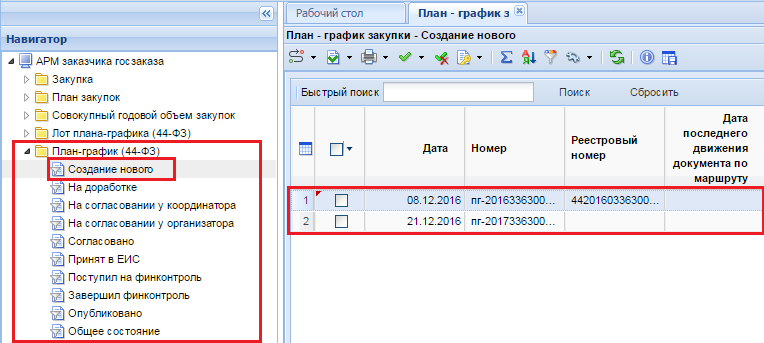 Навигатор
АРМ заказчика госзаказа
Закупка
План закупок
Совокупный годовой объем закупок
Лот плана-графика (44-ФЗ)
План-график (44-ФЗ)
Создание нового
На доработке
На согласовании у координатора
На согласовании у организатора
Согласовано
Принят в ЕИС
Поступил на финконтроль
Завершил финконтроль
Опубликовано
Общее состояние
Рабочий стол
План - график з
План - график закупки - Создание нового
Быстрый поиск Поиск Сбросить
Дата Номер Реестровый номер Дата последнего движения документа по маршруту
1 08.12.2016 пг-2016336300... 4420160336300...
2 21.12.2016 пг-2017336300...